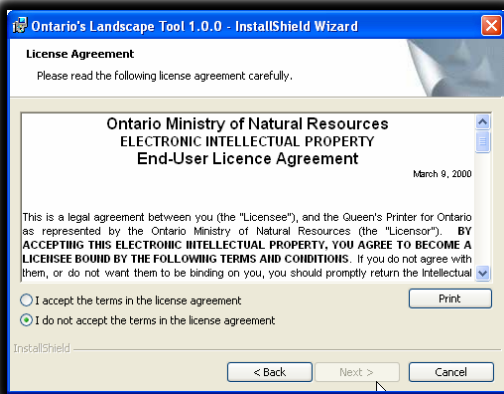 Ontario's Landscape Tool 1.0.0 - InstallShield Wizard
License Agreement
Please read the following license agreement carefully.
Ontario Ministry of Natural Resources
ELECTRONIC INTELLECTUAL PROPERTY
End-User Licence Agreement
March 9, 2000
This is a legal agreement between you (the "Licensee"), and the Queen's Printer for Ontario
as represented by the Ontario Ministry of Natural Resources (the "Licensor"). BY
ACCEPTING THIS ELECTRONIC INTELLECTUAL PROPERTY, YOU AGREE TO BECOME A
LICENSEE BOUND BY THE FOLLOWING TERMS AND CONDITIONS. If you do not agree with
them, or do not want them to be binding on you, you should promptly return the Intellectual
I accept the terms in the license agreement
Print
I do not accept the terms in the license agreement
InstallShield
< Back
Next >
Cancel